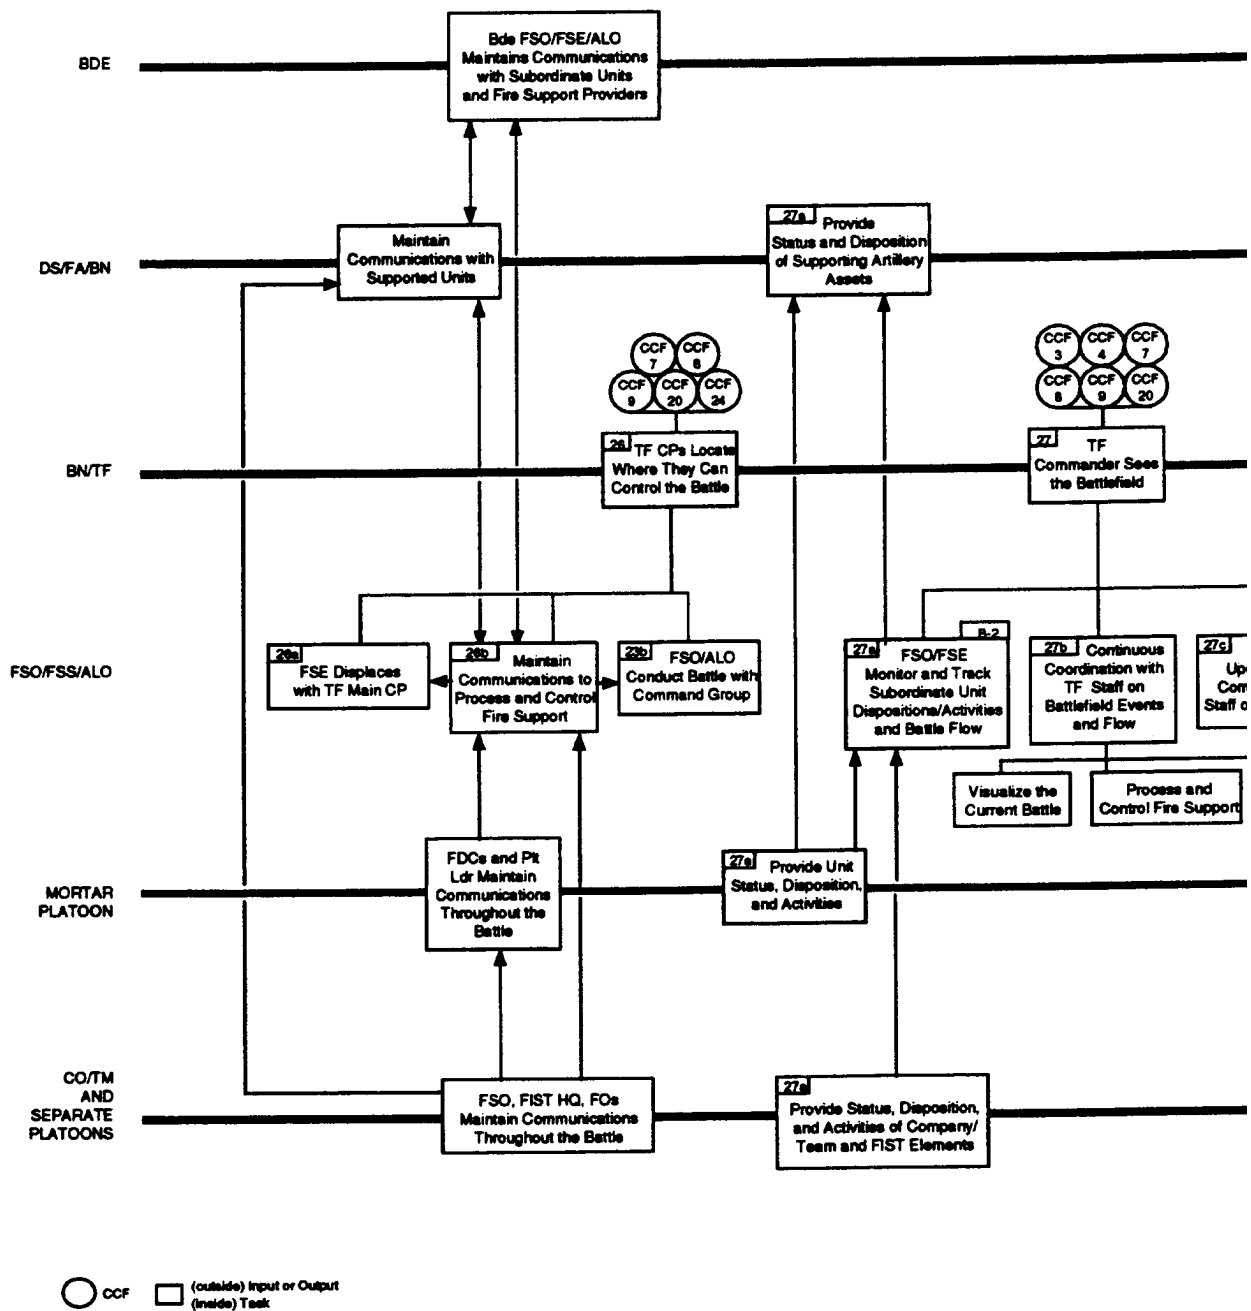 BDE
Bde FSO/FSE/ALO
Maintains Communications
with Subordinate Units
and Fire Support Providers
DS/FA/BN
Maintain
Communications with
Supported Units
27a
Provide
Status and Disposition
of Supporting Artillery
Assets
CCF
7
CCF
8
CCF
9
CCF
20
CCF
24
CCF
3
CCF
4
CCF
7
CCF
8
CCF
9
CCF
20
BN/TF
26
TF CPs Locate
Where They Can
Control the Battle
27
TF
Commander Sees
the Battlefield
FSO/FSS/ALO
26a
FSE Displaces
with TF Main CP
26b
Maintain
Communications to
Process and Control
Fire Support
23b
FSO/ALO
Conduct Battle with
Command Group
B-2
27a
FSO/FSE
Monitor and Track
Subordinate Unit
Dispositions/Activities
and Battle Flow
27b
Continuous
Coordination with
TF Staff on
Battlefield Events
and Flow
27c
Staff o
Visualize the
Current Battle
Process and
Control Fire Support
MORTAR
PLATOON
FDCs and Plt
Ldr Maintain
Communications
Throughout the
Battle
27a
Provide Unit
Status, Disposition,
and Activities
CO/TM
AND
SEPARATE
PLATOONS
FSO, FIST HQ, FOs
Maintain Communications
Throughout the Battle
27a
Provide Status, Disposition,
and Activities of Company/
Team and FIST Elements
CCF
(outside) Input or Output
(inside) Task